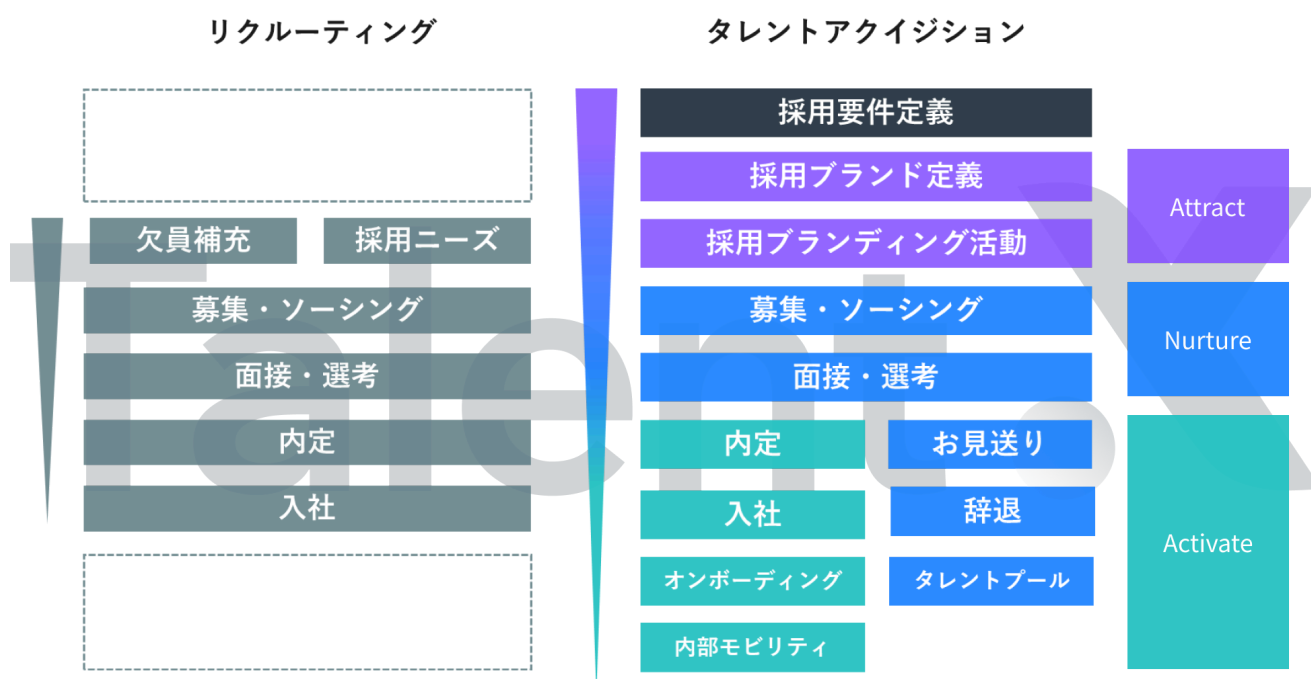 リクルーティング
タレントアクイジション
欠員補充
採用ニーズ
募集・ソーシング
面接・選考
内定
入社
採用要件定義
採用ブランド定義
採用ブランディング活動
募集・ソーシング
面接・選考
内定
お見送り
入社
辞退
オンボーディング
タレントプール
内部モビリティ
Attract
Nurture
Activate
Talent.X